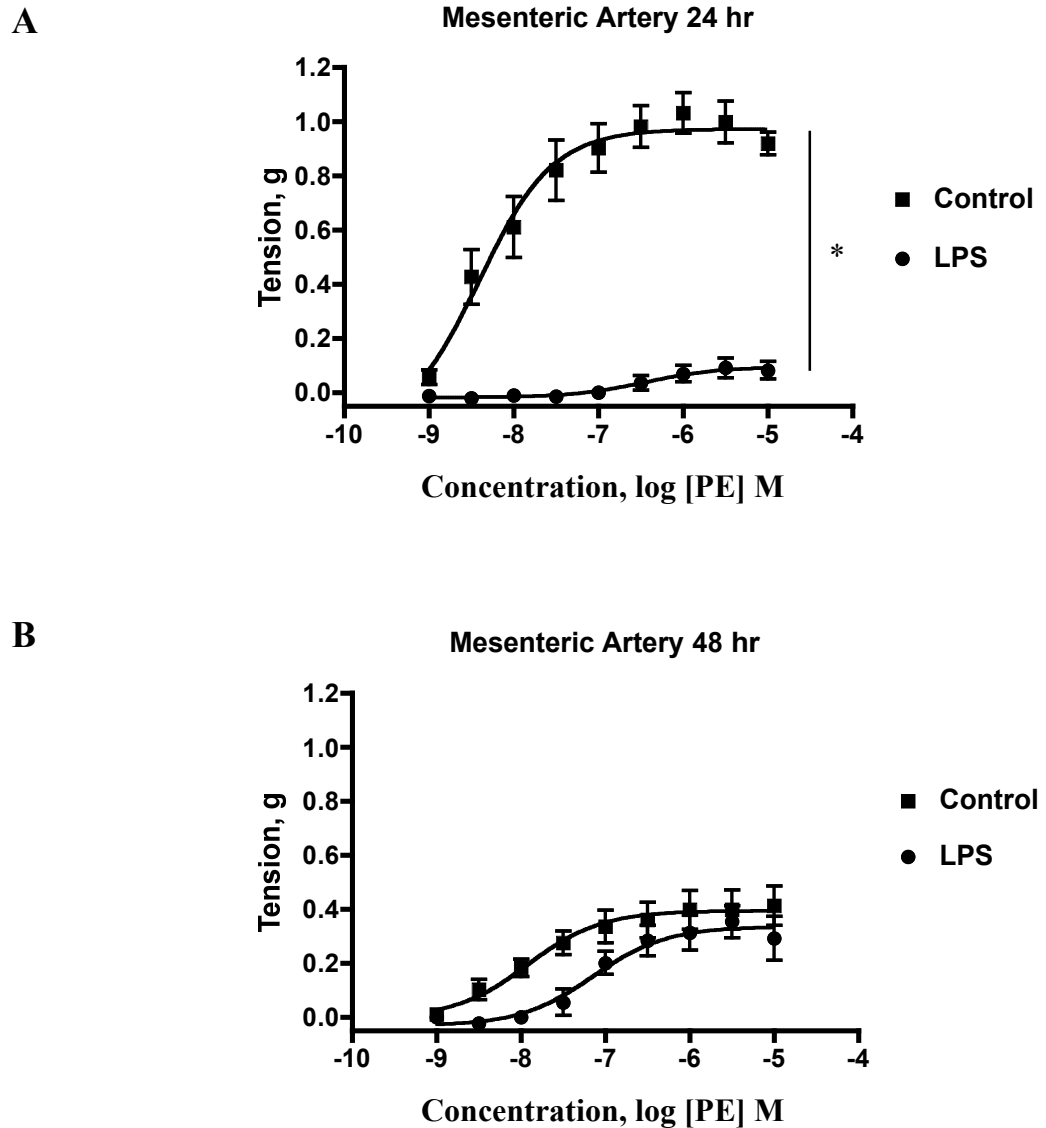 A
Mesenteric Artery 24 hr
1.2
1.0
0.8
0.6
0.4
0.2
0.0
Tension, g
-10 -9 -8 -7 -6 -5 -4
Concentration, log [PE] M
Control
LPS
*
B
Mesenteric Artery 48 hr
1.2
1.0
0.8
0.6
0.4
0.2
0.0
Tension, g
-10 -9 -8 -7 -6 -5 -4
Concentration, log [PE] M
Control
LPS